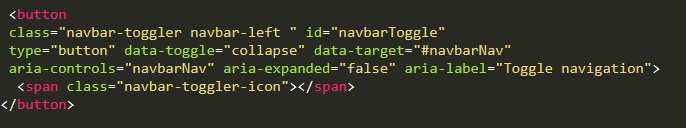 <button
class="navbar-toggler navbar-left " id="navbarToggle"
type="button" data-toggle="collapse" data-target="#navbarNav"
aria-controls="navbarNav" aria-expanded="false" aria-label="Toggle navigation">
<span class="navbar-toggler-icon"></span>
</button>